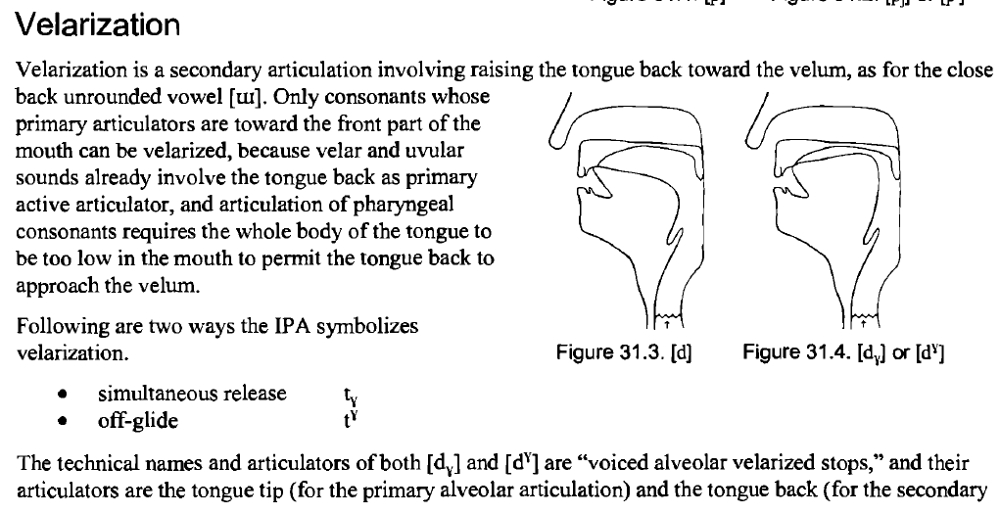 Velarization
Velarization is a secondary articulation involving raising the tongue back toward the velum, as for the close
back unrounded vowel [ɯ]. Only consonants whose
primary articulators are toward the front part of the
mouth can be velarized, because velar and uvular
sounds already involve the tongue back as primary
active articulator, and articulation of pharyngeal
consonants requires the whole body of the tongue to
be too low in the mouth to permit the tongue back to
approach the velum.
Following are two ways the IPA symbolizes
velarization.
• simultaneous release tᵧ
• off-glide tˠ
Figure 31.3. [d]
Figure 31.4. [dᵧ] or [dˠ]
The technical names and articulators of both [dᵧ] and [dˠ] are “voiced alveolar velarized stops,” and their
articulators are the tongue tip (for the primary alveolar articulation) and the tongue back (for the secondary